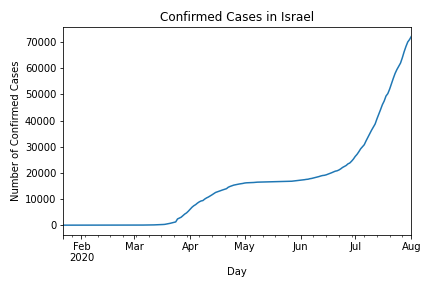 Confirmed Cases in Israel
Number of Confirmed Cases
70000
60000
50000
40000
30000
20000
10000
0
Feb Mar Apr May Jun Jul Aug
2020
Day